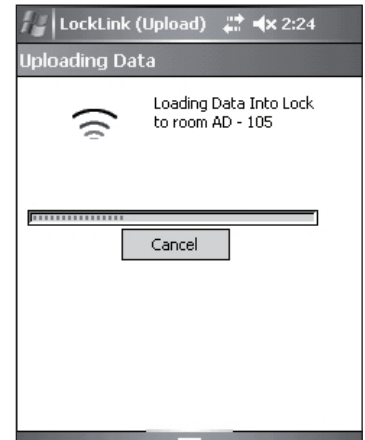 LockLink (Upload) 2:24
Uploading Data
Loading Data Into Lock
to room AD - 105
Cancel